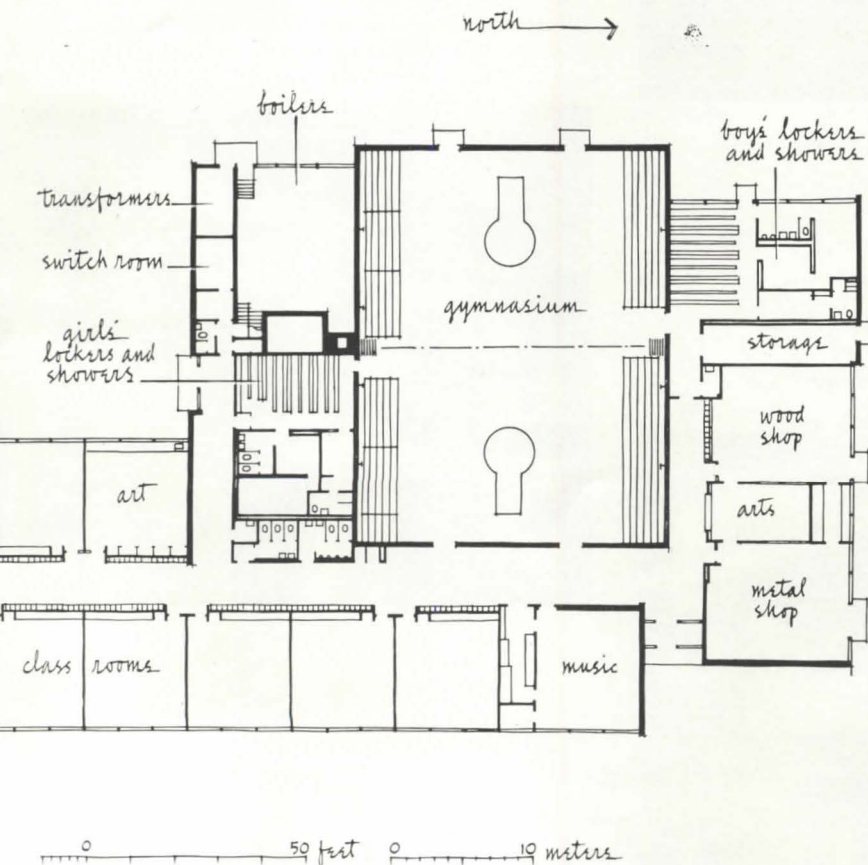 north
boilers
boys' lockers
and showers
transformers
switch room
gymnasium
girls'
lockers and
showers
storage
wood
shop
art
arts
metal
shop
class rooms
music
0 50 feet 0 10 meters